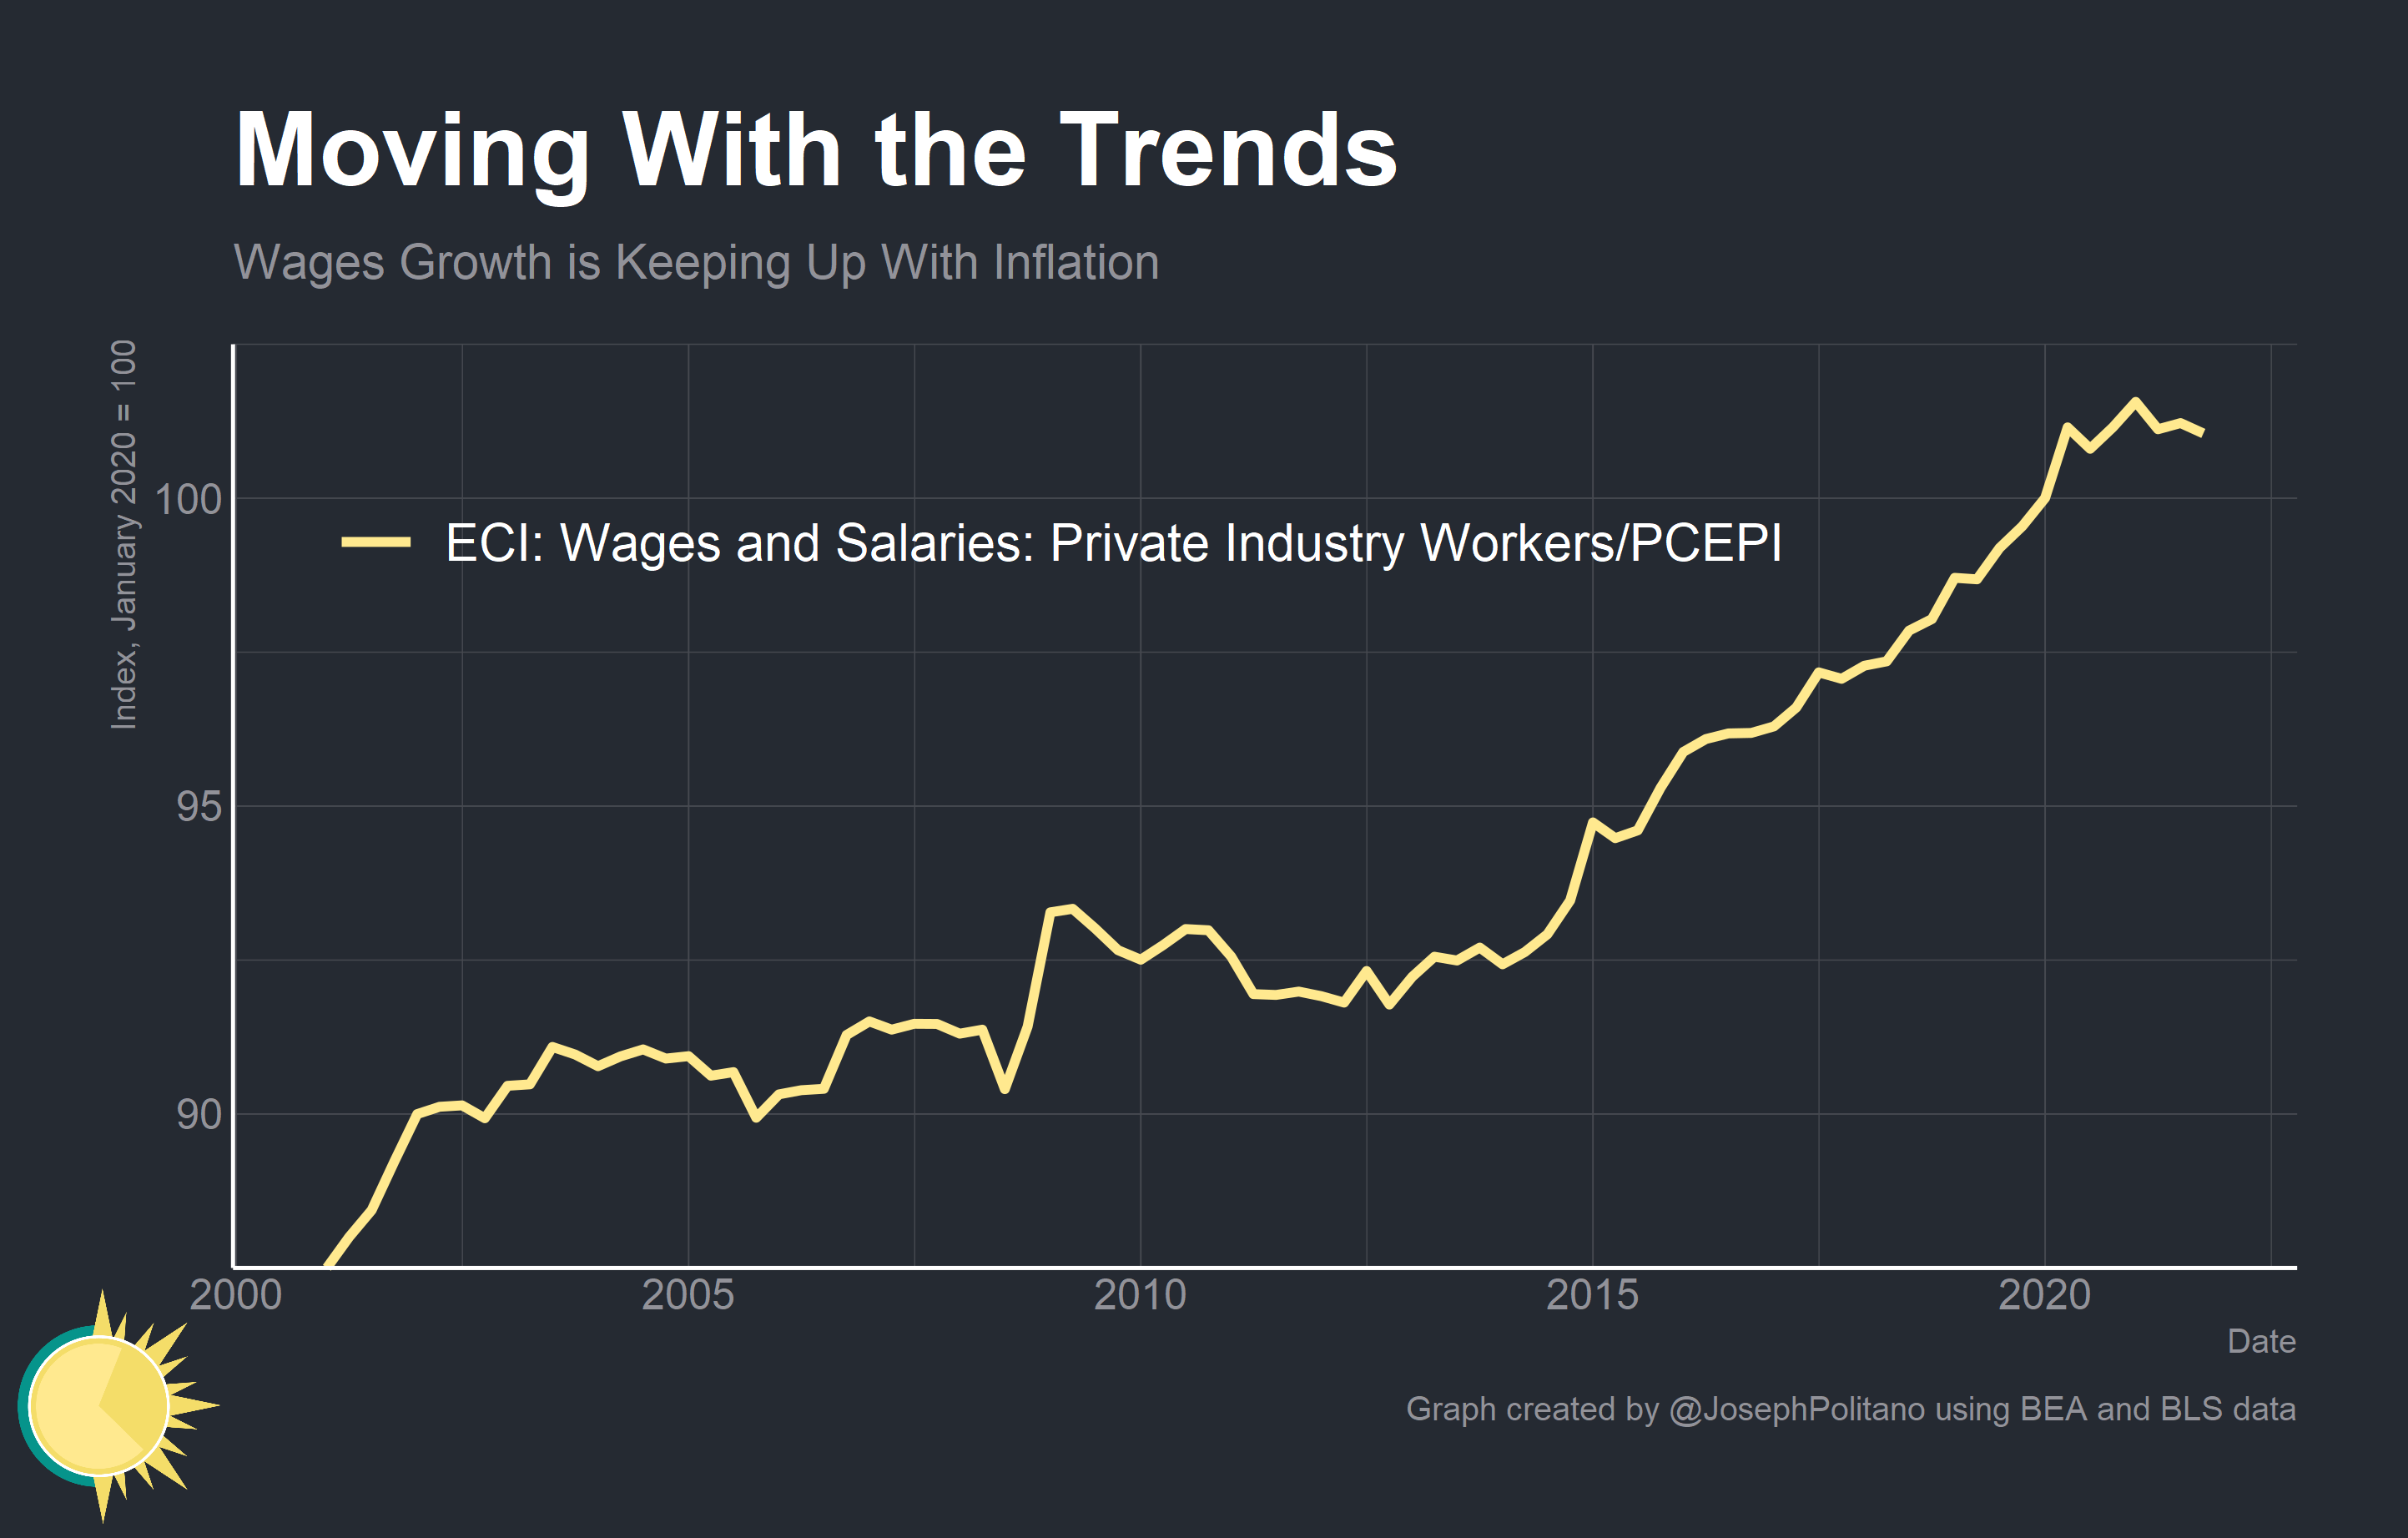 Moving With the Trends
Wages Growth is Keeping Up With Inflation
Index, January 2020 = 100
100
95
90
ECI: Wages and Salaries: Private Industry Workers/PCEPI
2000
2005
2010
2015
2020
Date
Graph created by @JosephPolitano using BEA and BLS data